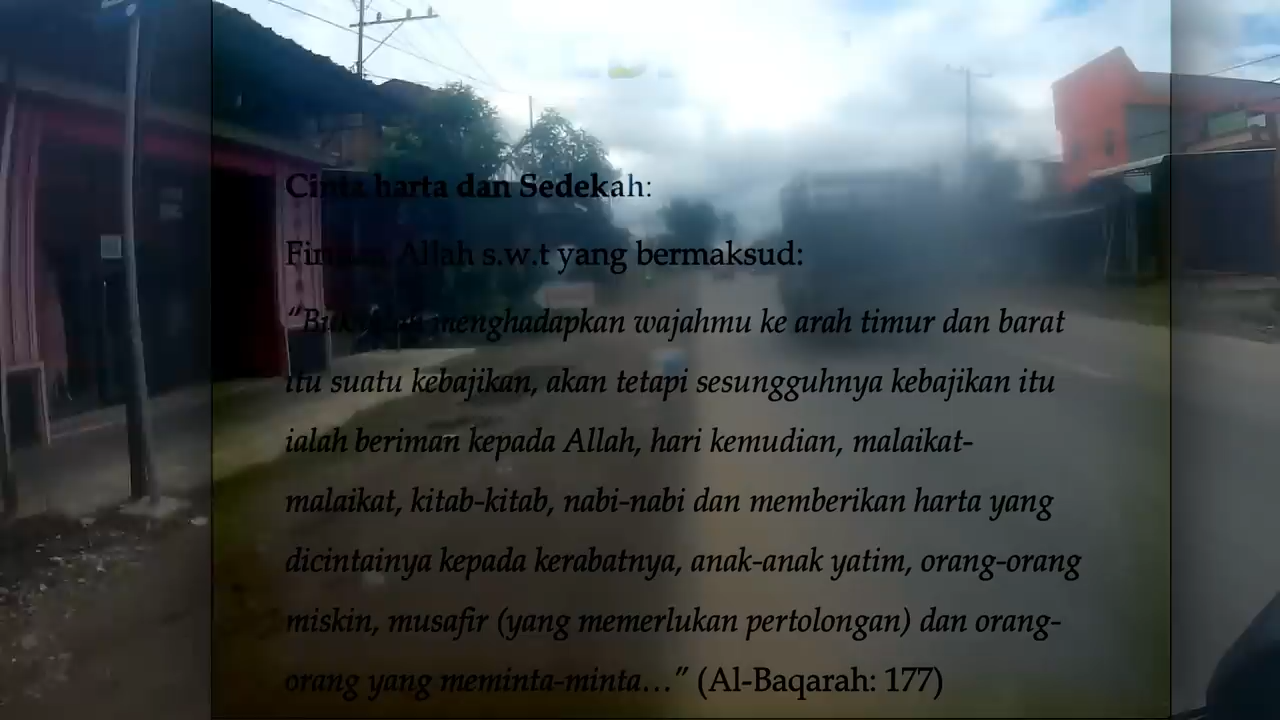 Cinta harta dan Sedekah:
Firman Allah s.w.t yang bermaksud:
“Bukanlah menghadapkan wajahmu ke arah timur dan barat
itu suatu kebajikan, akan tetapi sesungguhnya kebajikan itu
ialah beriman kepada Allah, hari kemudian, malaikat-
malaikat, kitab-kitab, nabi-nabi dan memberikan harta yang
dicintainya kepada kerabatnya, anak-anak yatim, orang-orang
miskin, musafir (yang memerlukan pertolongan) dan orang-
orang yang meminta-minta…” (Al-Baqarah: 177)